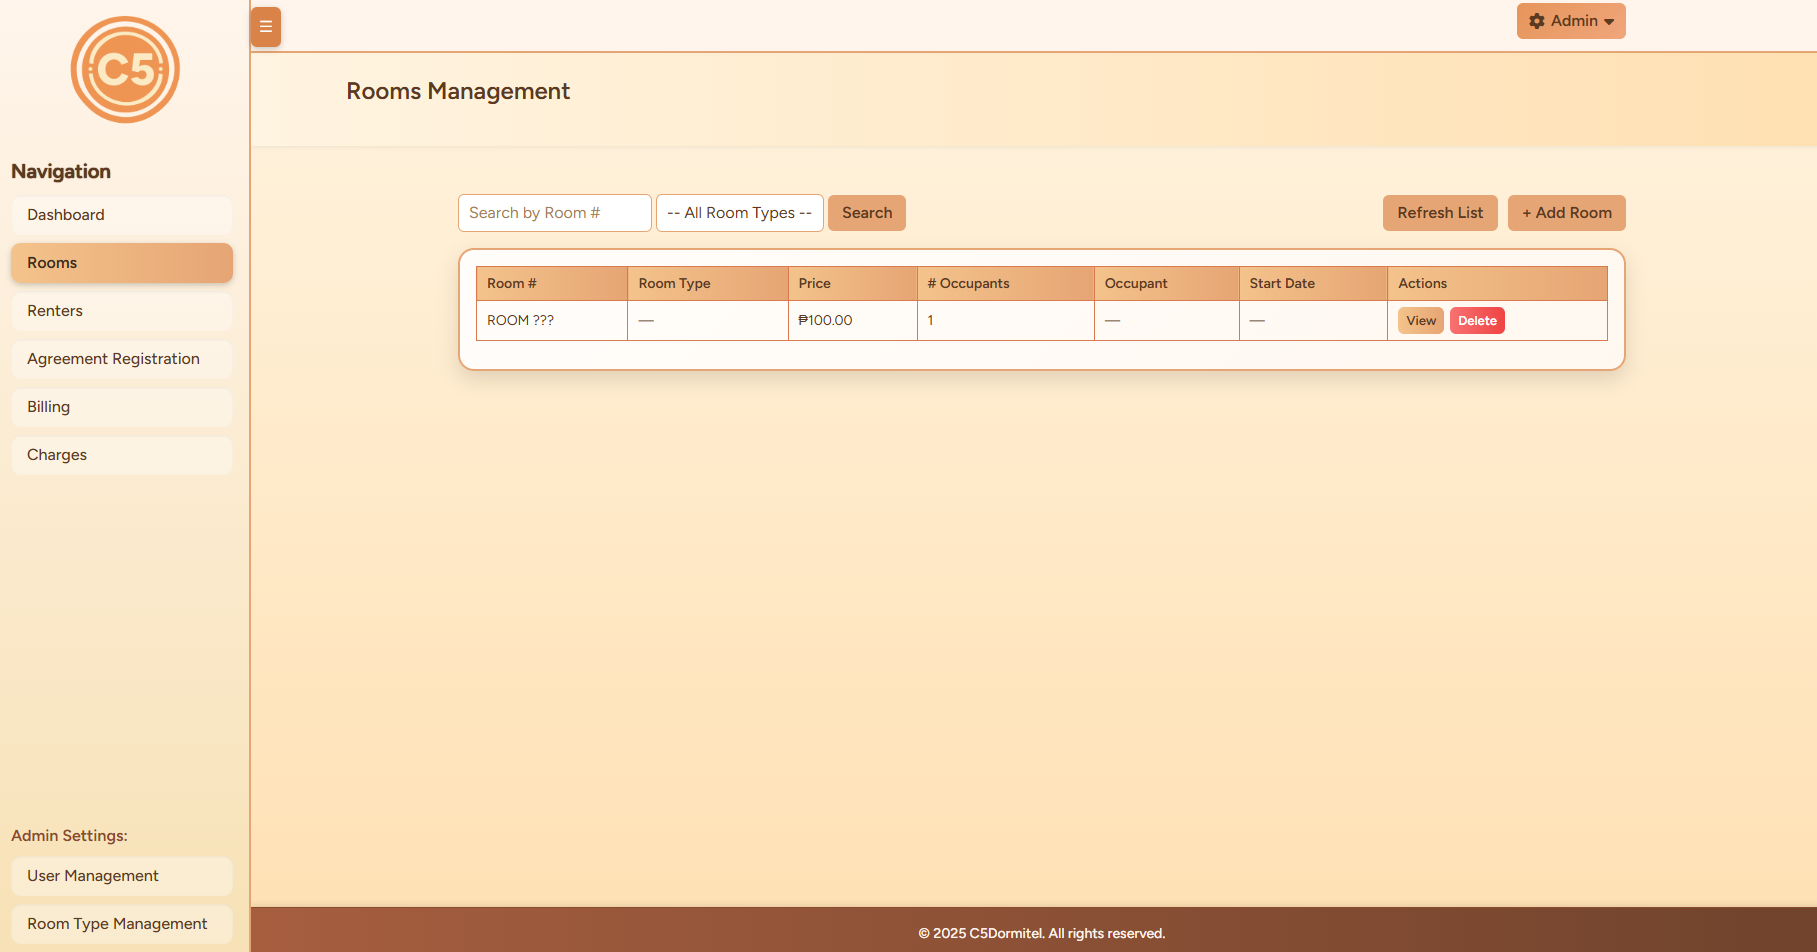 C5
☰
Admin
Navigation
Dashboard
Rooms
Renters
Agreement Registration
Billing
Charges
Admin Settings:
User Management
Room Type Management
Rooms Management
Search by Room # -- All Room Types -- Search Refresh List + Add Room
Room # Room Type Price # Occupants Occupant Start Date Actions
ROOM ??? — ₱100.00 1 — — View Delete
© 2025 C5Dormitel. All rights reserved.